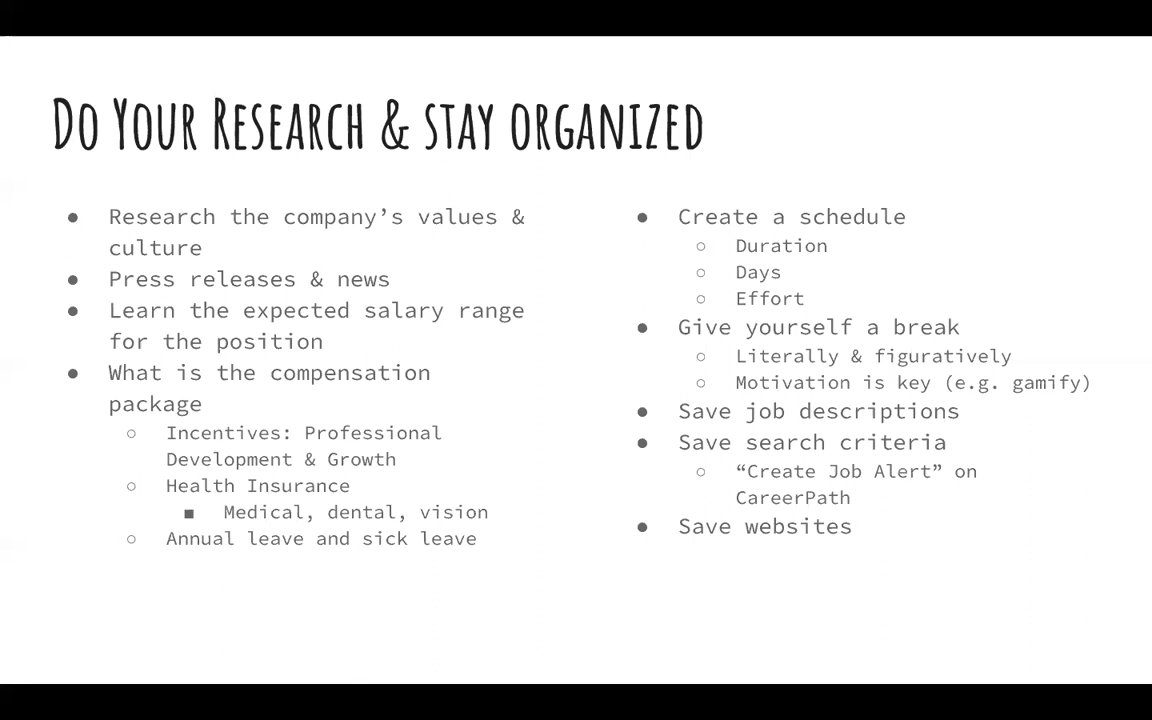 Do Your Research & stay organized
● Research the company’s values &
culture
● Press releases & news
● Learn the expected salary range
for the position
● What is the compensation
package
○ Incentives: Professional
Development & Growth
○ Health Insurance
■ Medical, dental, vision
○ Annual leave and sick leave
● Create a schedule
○ Duration
○ Days
○ Effort
● Give yourself a break
○ Literally & figuratively
○ Motivation is key (e.g. gamify)
● Save job descriptions
● Save search criteria
○ “Create Job Alert” on
CareerPath
● Save websites